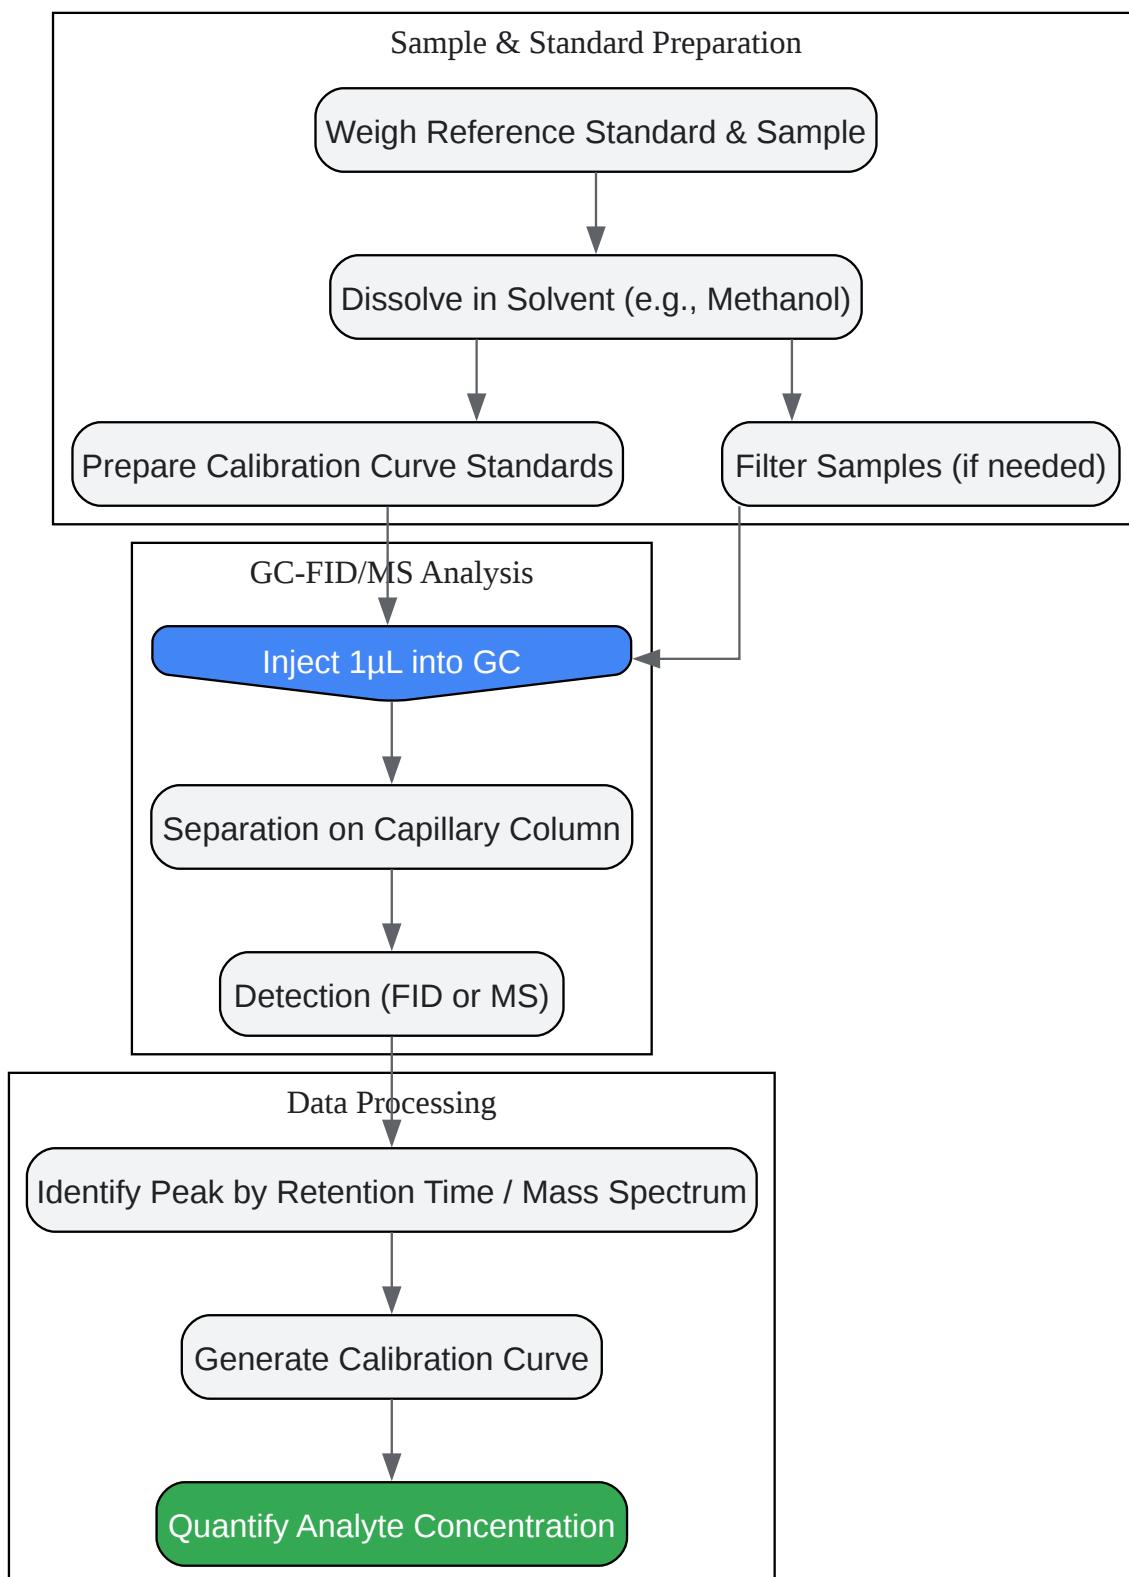 Sample & Standard Preparation
Weigh Reference Standard & Sample
Dissolve in Solvent (e.g., Methanol)
Prepare Calibration Curve Standards
Filter Samples (if needed)
GC-FID/MS Analysis
Inject 1µL into GC
Separation on Capillary Column
Detection (FID or MS)
Data Processing
Identify Peak by Retention Time / Mass Spectrum
Generate Calibration Curve
Quantify Analyte Concentration